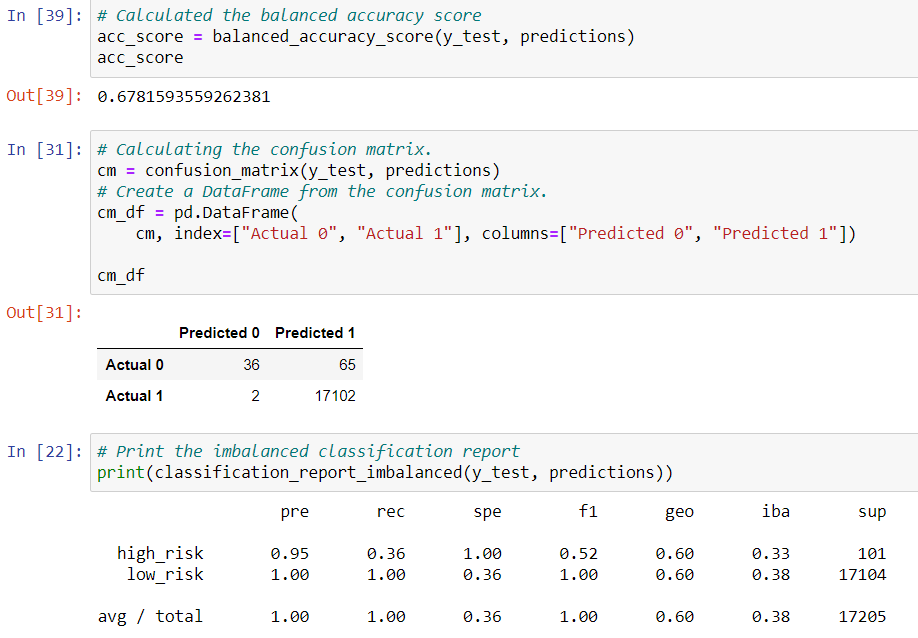 In [39]: # Calculated the balanced accuracy score
acc_score = balanced_accuracy_score(y_test, predictions)
acc_score
Out[39]: 0.6781593559262381
In [31]: # Calculating the confusion matrix.
cm = confusion_matrix(y_test, predictions)
# Create a DataFrame from the confusion matrix.
cm_df = pd.DataFrame(
    cm, index=["Actual 0", "Actual 1"], columns=["Predicted 0", "Predicted 1"])
cm_df
Out[31]:
Predicted 0 Predicted 1
Actual 0 36 65
Actual 1 2 17102
In [22]: # Print the imbalanced classification report
print(classification_report_imbalanced(y_test, predictions))
pre rec spe f1 geo iba sup
high_risk 0.95 0.36 1.00 0.52 0.60 0.33 101
low_risk 1.00 1.00 0.36 1.00 0.60 0.38 17104
avg / total 1.00 1.00 0.36 1.00 0.60 0.38 17205